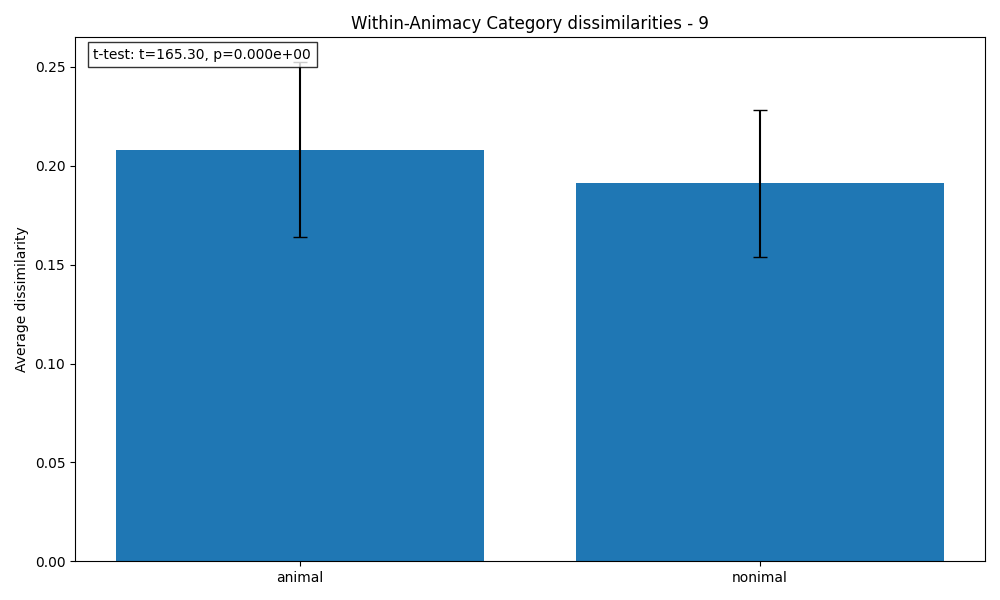 Within-Animacy Category dissimilarities - 9
t-test: t=165.30, p=0.000e+00
Average dissimilarity
0.25
0.20
0.15
0.10
0.05
0.00
animal
nonimal